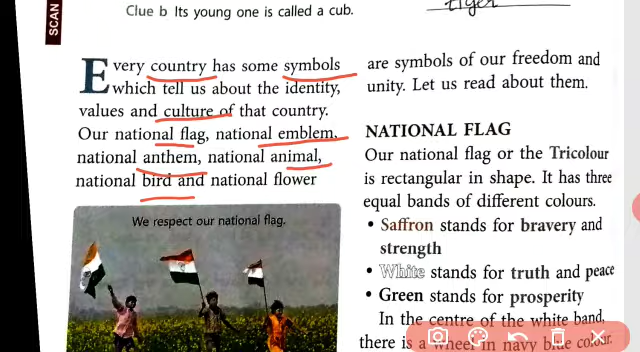 SCAN
Clue b Its young one is called a cub.
tiger
Every country has some symbols
which tell us about the identity,
values and culture of that country.
Our national flag, national emblem,
national anthem, national animal,
national bird and national flower
We respect our national flag.
are symbols of our freedom and
unity. Let us read about them.
NATIONAL FLAG
Our national flag or the Tricolour
is rectangular in shape. It has three
equal bands of different colours.
• Saffron stands for bravery and
strength
• White stands for truth and peace
• Green stands for prosperity
In the centre of the white band,
there is a wheel in navy blue colour.